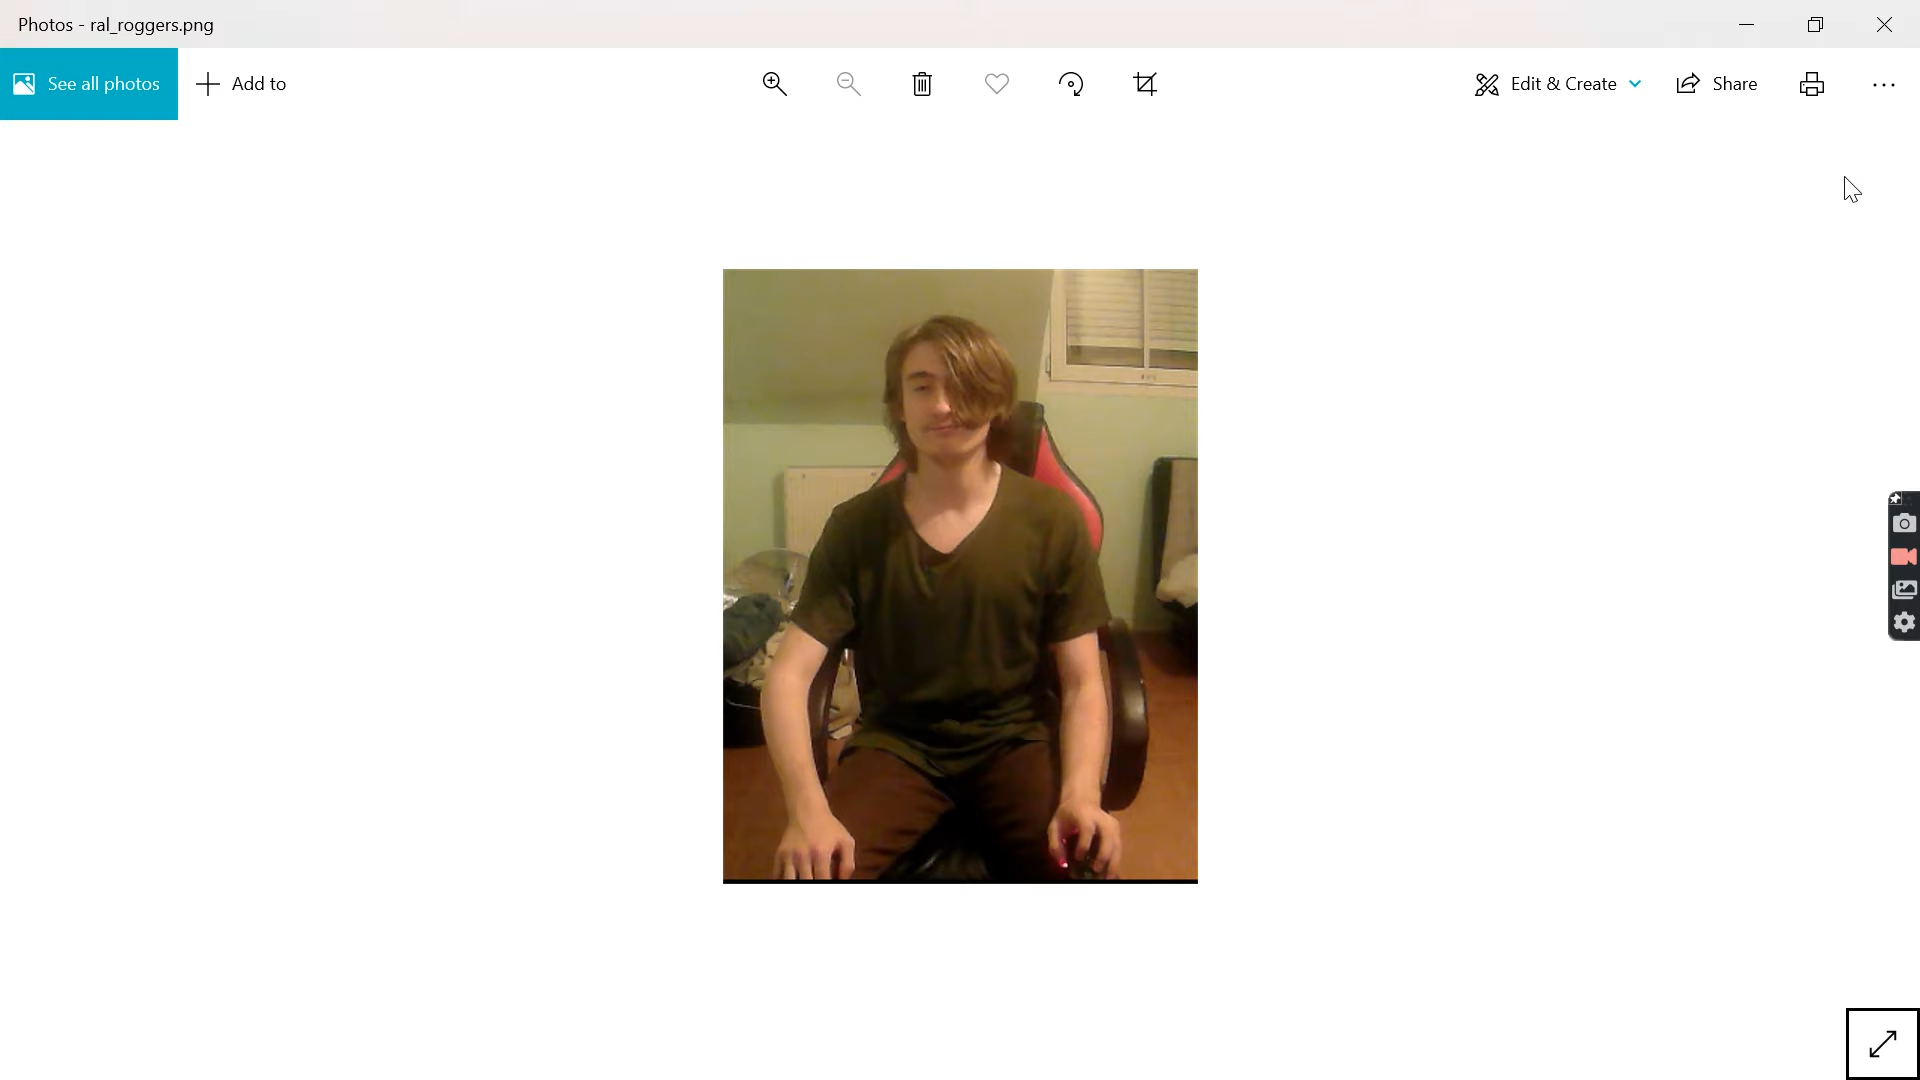 Photos - ral_roggers.png
See all photos
Add to
Edit & Create
Share